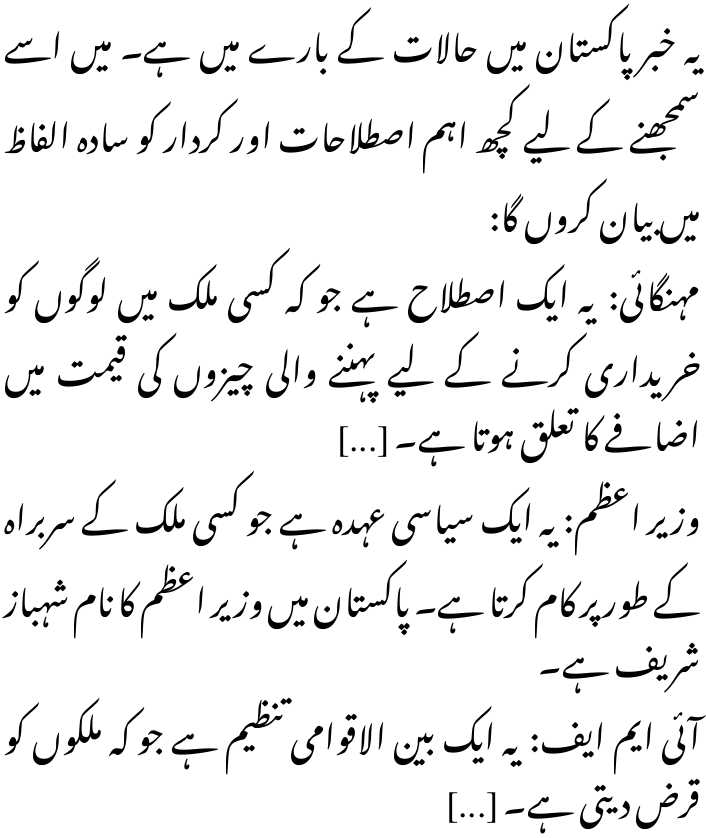 یہ خبر پاکستان میں حالات کے بارے میں ہے۔ میں اسے
سمجھنے کے لیے کچھ اہم اصطلاحات اور کردار کو سادہ الفاظ
میں بیان کروں گا:
مہنگائی: یہ ایک اصطلاح ہے جو کہ کسی ملک میں لوگوں کو
خریداری کرنے کے لیے پہننے والی چیزوں کی قیمت میں
اضافے کا تعلق ہوتا ہے۔ [...]
وزیر اعظم: یہ ایک سیاسی عہدہ ہے جو کسی ملک کے سربراہ
کے طور پر کام کرتا ہے۔ پاکستان میں وزیر اعظم کا نام شہباز
شریف ہے۔
آئی ایم ایف: یہ ایک بین الاقوامی تنظیم ہے جو کہ ملکوں کو
قرض دیتی ہے۔ [...]